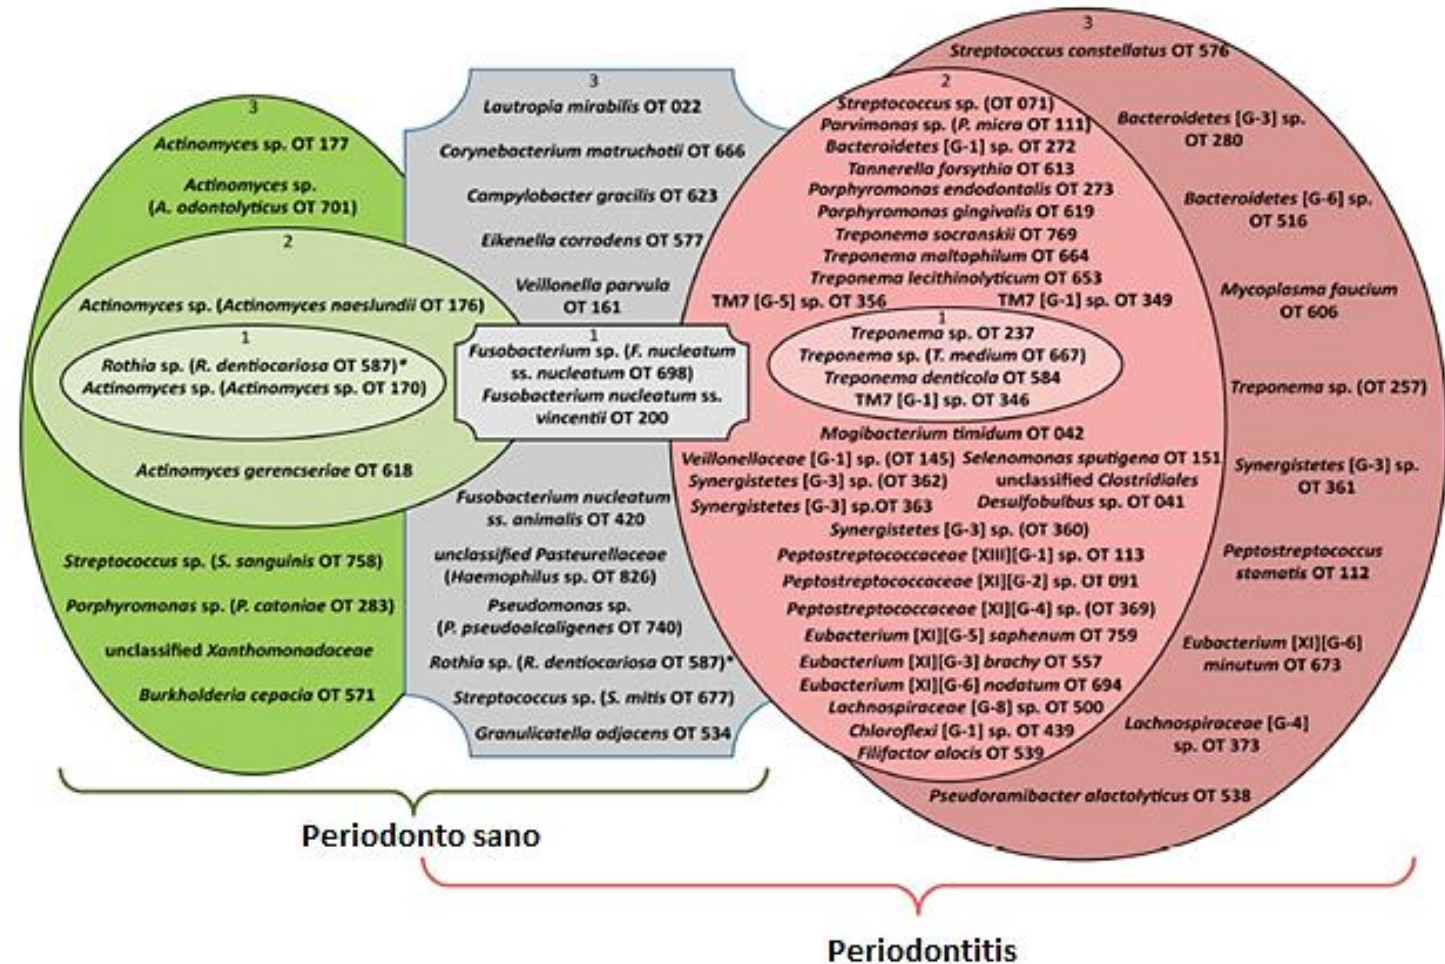 3
Actinomyces sp. OT 177
Actinomyces sp.
(A. odontolyticus OT 701)
2
Actinomyces sp. (Actinomyces naeslundii OT 176)
1
Rothia sp. (R. dentiocariosa OT 587)*
Actinomyces sp. (Actinomyces sp. OT 170)
Actinomyces gerencseriae OT 618
Streptococcus sp. (S. sanguinis OT 758)
Porphyromonas sp. (P. catoniae OT 283)
unclassified Xanthomonadaceae
Burkholderia cepacia OT 571
3
Lautropia mirabilis OT 022
Corynebacterium matruchotii OT 666
Campylobacter gracilis OT 623
Eikenella corrodens OT 577
Veillonella parvula
OT 161
1
Fusobacterium sp. (F. nucleatum
ss. nucleatum OT 698)
Fusobacterium nucleatum ss.
vincentii OT 200
Fusobacterium nucleatum
ss. animalis OT 420
unclassified Pasteurellaceae
(Haemophilus sp. OT 826)
Pseudomonas sp.
(P. pseudoalcaligenes OT 740)
Rothia sp. (R. dentiocariosa OT 587)*
Streptococcus sp. (S. mitis OT 677)
Granulicatella adjacens OT 534
2
Streptococcus sp. (OT 071)
Parvimonas sp. (P. micra OT 111)
Bacteroidetes [G-1] sp. OT 272
Tannerella forsythia OT 613
Porphyromonas endodontalis OT 273
Porphyromonas gingivalis OT 619
Treponema socranskii OT 769
Treponema maltophilum OT 664
Treponema lecithinolyticum OT 653
TM7 [G-5] sp. OT 356 TM7 [G-1] sp. OT 349
1
Treponema sp. OT 237
Treponema sp. (T. medium OT 667)
Treponema denticola OT 584
TM7 [G-1] sp. OT 346
Mogibacterium timidum OT 042
Veillonellaceae [G-1] sp. (OT 145) Selenomonas sputigena OT 151
Synergistetes [G-3] sp. (OT 362) unclassified Clostridiales
Synergistetes [G-3] sp.OT 363 Desulfobulbus sp. OT 041
Synergistetes [G-3] sp. (OT 360)
Peptostreptococcaceae [XIII][G-1] sp. OT 113
Peptostreptococcaceae [XI][G-2] sp. OT 091
Peptostreptococcaceae [XI][G-4] sp. (OT 369)
Eubacterium [XI][G-5] saphenum OT 759
Eubacterium [XI][G-3] brachy OT 557
Eubacterium [XI][G-6] nodatum OT 694
Lachnospiraceae [G-8] sp. OT 500
Chloroflexi [G-1] sp. OT 439
Filifactor alocis OT 539
3
Streptococcus constellatus OT 576
Bacteroidetes [G-3] sp.
OT 280
Bacteroidetes [G-6] sp.
OT 516
Mycoplasma faucium
OT 606
Treponema sp. (OT 257)
Synergistetes [G-3] sp.
OT 361
Peptostreptococcus
stomatis OT 112
Eubacterium [XI][G-6]
minutum OT 673
Lachnospiraceae [G-4]
sp. OT 373
Pseudoramibacter alactolyticus OT 538
Periodonto sano
Periodontitis